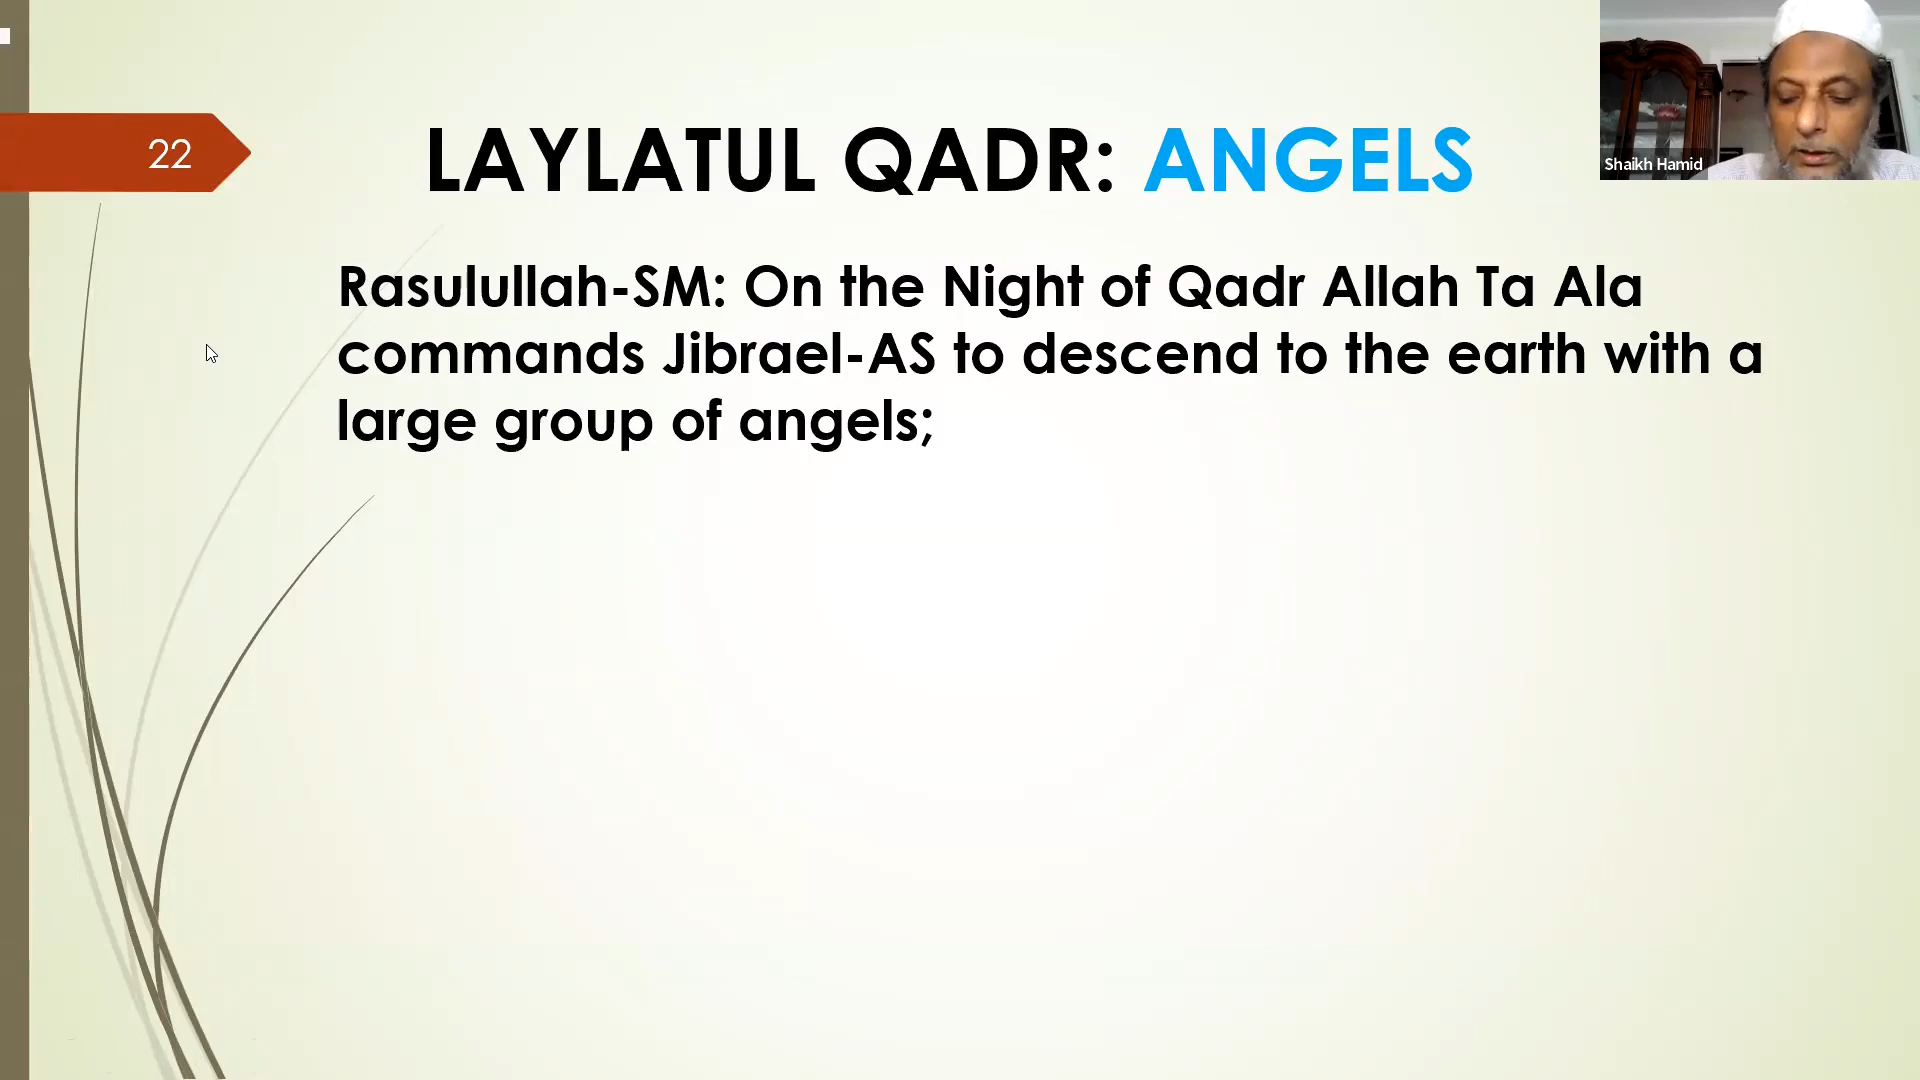 22
LAYLATUL QADR: ANGELS
Shaikh Hamid
Rasulullah-SM: On the Night of Qadr Allah Ta Ala
commands Jibrael-AS to descend to the earth with a
large group of angels;